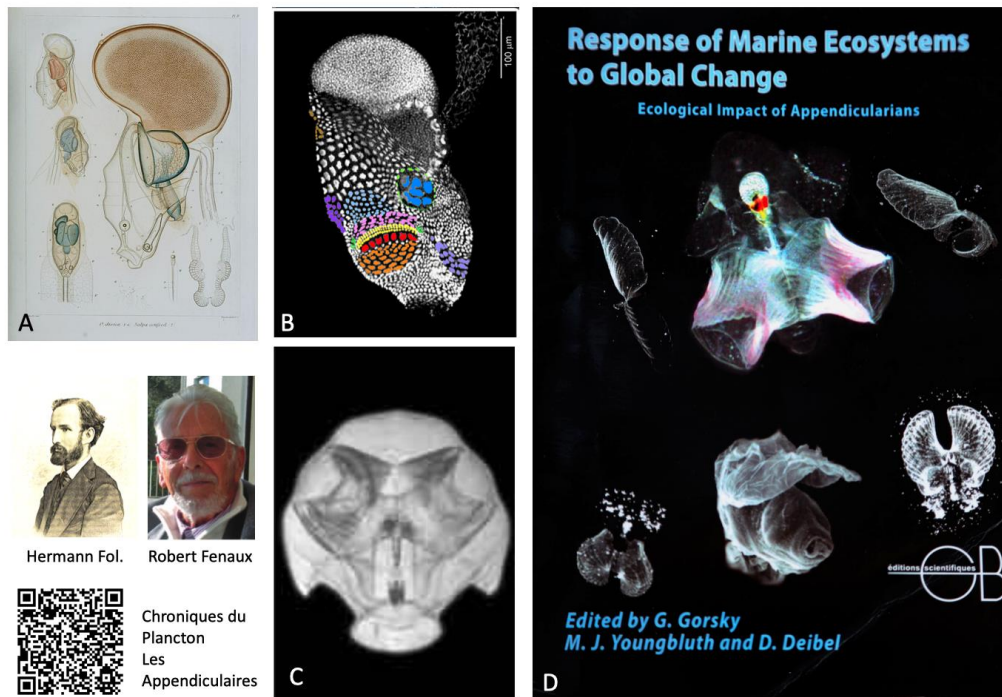 A
100 µm
B
Hermann Fol.
Robert Fenaux
Chroniques du
Plancton
Les
Appendiculaires
C
Response of Marine Ecosystems
to Global Change
Ecological Impact of Appendicularians
éditions scientifiques
OB
Edited by G. Gorsky
M. J. Youngbluth and D. Deibel
D